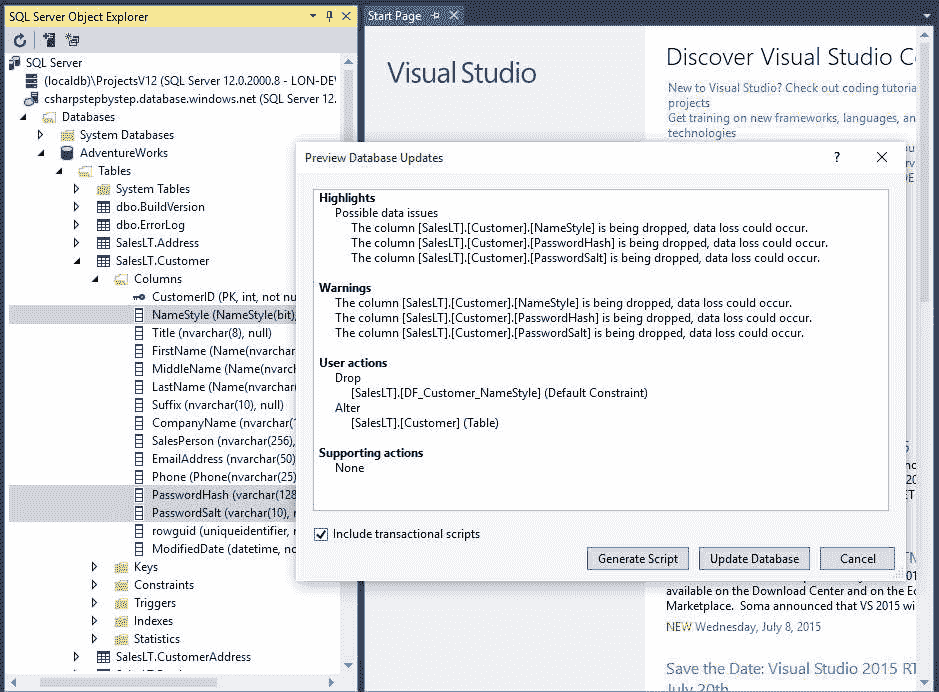 SQL Server Object Explorer
SQL Server
(localdb)\ProjectsV12 (SQL Server 12.0.2000.8 - LON-DE
csharpstepbystep.database.windows.net (SQL Server 12.
Databases
System Databases
AdventureWorks
Tables
System Tables
dbo.BuildVersion
dbo.ErrorLog
SalesLT.Address
SalesLT.Customer
Columns
CustomerID (PK, int, not nu
NameStyle (NameStyle(bit),
Title (nvarchar(8), null)
FirstName (Name(nvarchar
MiddleName (Name(nvarch
LastName (Name(nvarchar(
Suffix (nvarchar(10), null)
CompanyName (nvarchar(1
SalesPerson (nvarchar(256),
EmailAddress (nvarchar(50)
Phone (Phone(nvarchar(25)
PasswordHash (varchar(128
PasswordSalt (varchar(10), n
rowguid (uniqueidentifier, n
ModifiedDate (datetime, no
Keys
Constraints
Triggers
Indexes
Statistics
SalesLT.CustomerAddress
Start Page
Visual Studio
Discover Visual Studio C
New to Visual Studio? Check out coding tutoria
projects
Get training on new frameworks, languages, an
technologies
Preview Database Updates
?
Highlights
Possible data issues
The column [SalesLT].[Customer].[NameStyle] is being dropped, data loss could occur.
The column [SalesLT].[Customer].[PasswordHash] is being dropped, data loss could occur.
The column [SalesLT].[Customer].[PasswordSalt] is being dropped, data loss could occur.
Warnings
The column [SalesLT].[Customer].[NameStyle] is being dropped, data loss could occur.
The column [SalesLT].[Customer].[PasswordHash] is being dropped, data loss could occur.
The column [SalesLT].[Customer].[PasswordSalt] is being dropped, data loss could occur.
User actions
Drop
[SalesLT].[DF_Customer_NameStyle] (Default Constraint)
Alter
[SalesLT].[Customer] (Table)
Supporting actions
None
Include transactional scripts
Generate Script
Update Database
Cancel
available on the Download Center and on the Ec
Marketplace. Soma announced that VS 2015 wi
NEW Wednesday, July 8, 2015
Save the Date: Visual Studio 2015 RT
July 20th